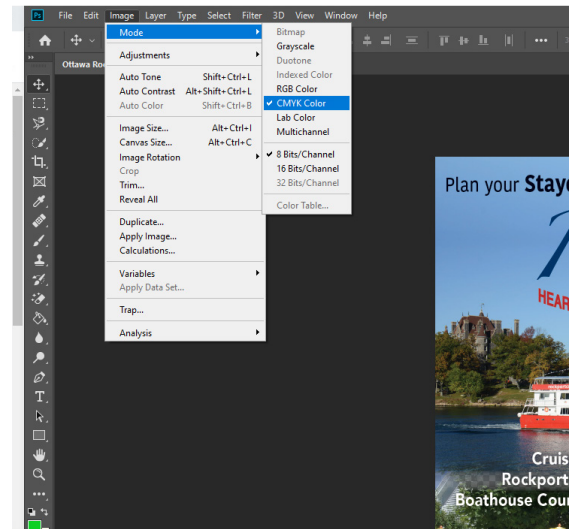 Ps File Edit Image Layer Type Select Filter 3D View Window Help
Ottawa Ro
Mode
Adjustments
Auto Tone Shift+Ctrl+L
Auto Contrast Alt+Shift+Ctrl+L
Auto Color Shift+Ctrl+B
Image Size... Alt+Ctrl+I
Canvas Size... Alt+Ctrl+C
Image Rotation
Crop
Trim...
Reveal All
Duplicate...
Apply Image...
Calculations...
Variables
Apply Data Set...
Trap...
Analysis
Bitmap
Grayscale
Duotone
Indexed Color
RGB Color
CMYK Color
Lab Color
Multichannel
8 Bits/Channel
16 Bits/Channel
32 Bits/Channel
Color Table...
Plan your Stay
HEAR
Cruis
Rockport
Boathouse Cour